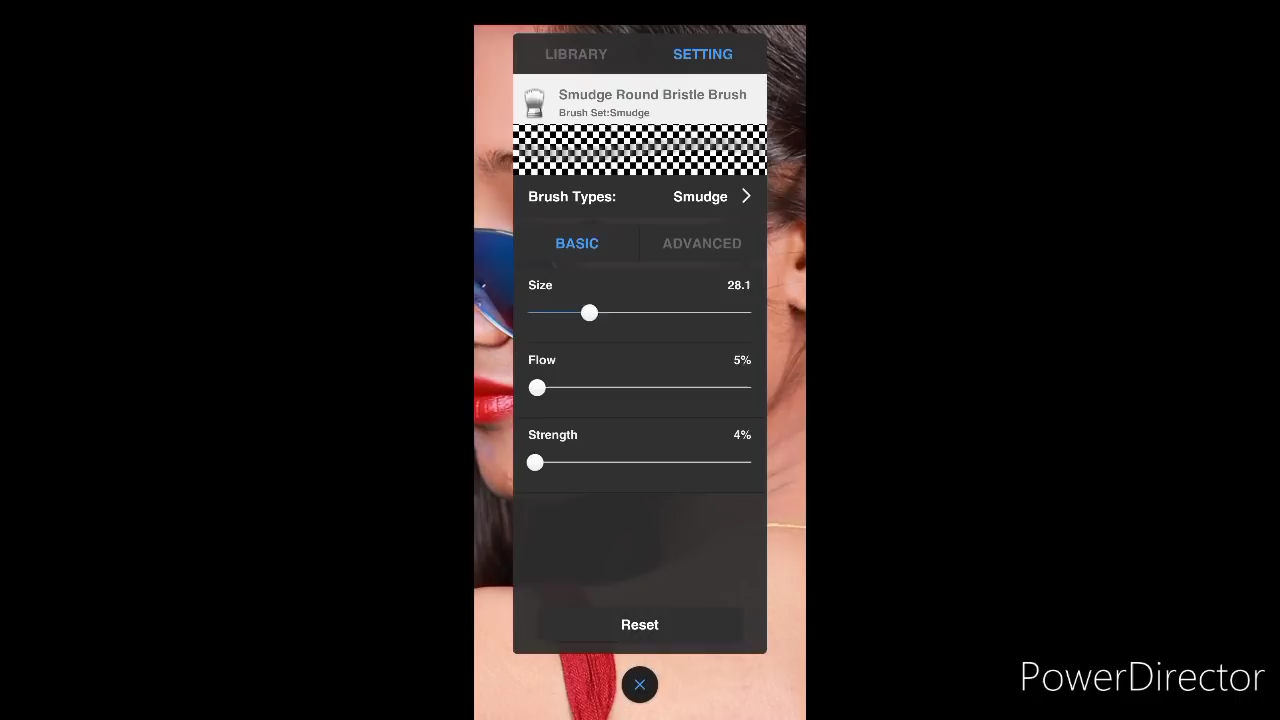 LIBRARY SETTING
Smudge Round Bristle Brush
Brush Set:Smudge
Brush Types: Smudge
BASIC ADVANCED
Size 28.1
Flow 5%
Strength 4%
Reset
PowerDirector